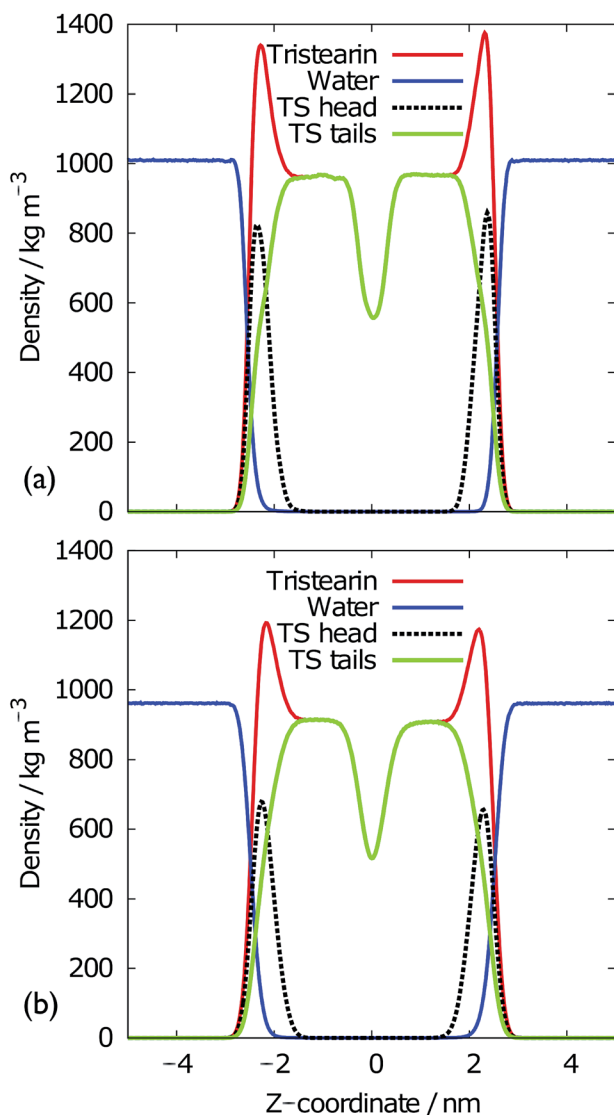 1400
1200
1000
800
600
400
200
0
Density / kg m⁻³
Tristearin
Water
TS head
TS tails
(a)
1400
1200
1000
800
600
400
200
0
Density / kg m⁻³
Tristearin
Water
TS head
TS tails
(b)
−4 −2 0 2 4
Z−coordinate / nm